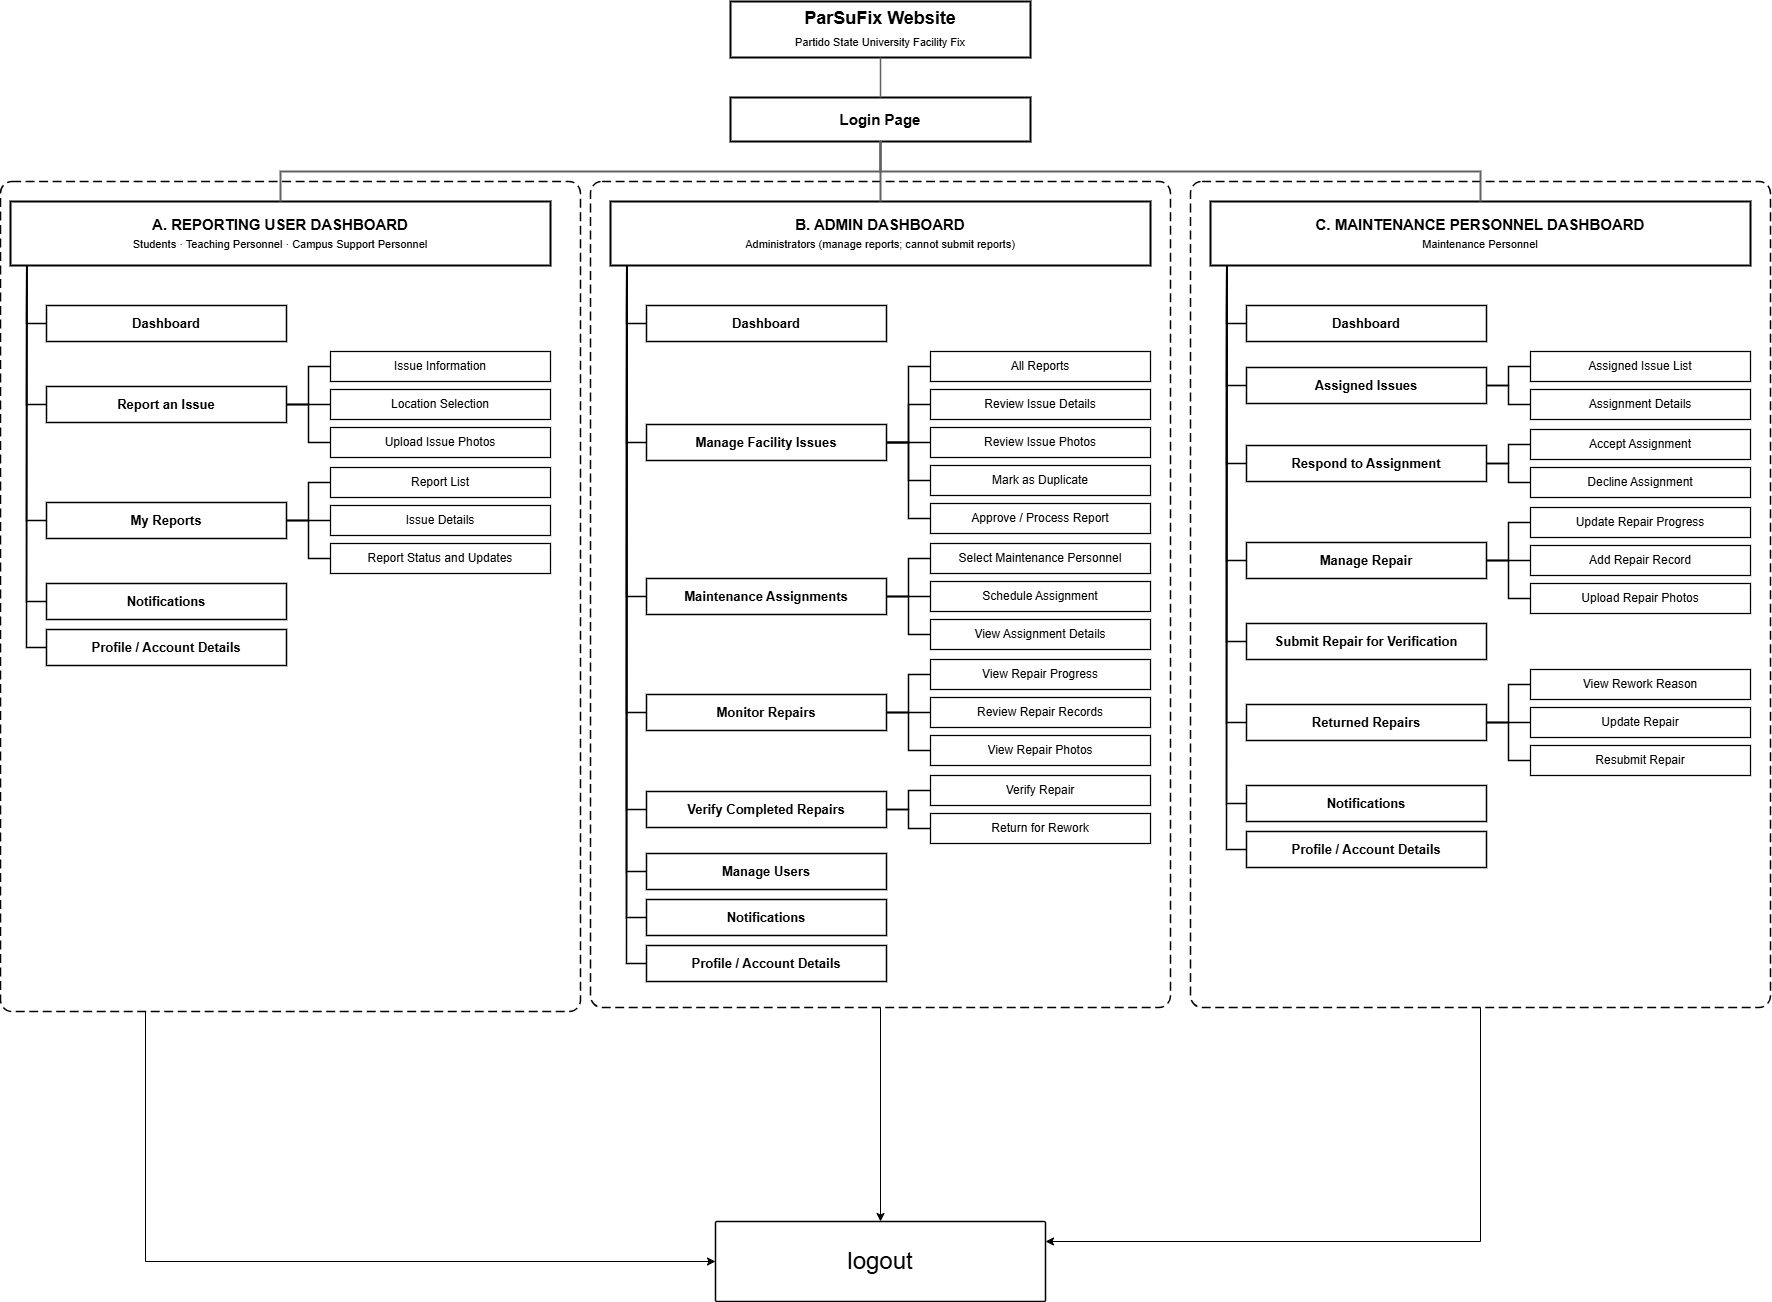 ParSuFix Website
Partido State University Facility Fix
Login Page
A. REPORTING USER DASHBOARD
Students · Teaching Personnel · Campus Support Personnel
Dashboard
Report an Issue
Issue Information
Location Selection
Upload Issue Photos
My Reports
Report List
Issue Details
Report Status and Updates
Notifications
Profile / Account Details
B. ADMIN DASHBOARD
Administrators (manage reports; cannot submit reports)
Dashboard
Manage Facility Issues
All Reports
Review Issue Details
Review Issue Photos
Mark as Duplicate
Approve / Process Report
Maintenance Assignments
Select Maintenance Personnel
Schedule Assignment
View Assignment Details
Monitor Repairs
View Repair Progress
Review Repair Records
View Repair Photos
Verify Completed Repairs
Verify Repair
Return for Rework
Manage Users
Notifications
Profile / Account Details
C. MAINTENANCE PERSONNEL DASHBOARD
Maintenance Personnel
Dashboard
Assigned Issues
Assigned Issue List
Assignment Details
Respond to Assignment
Accept Assignment
Decline Assignment
Manage Repair
Update Repair Progress
Add Repair Record
Upload Repair Photos
Submit Repair for Verification
Returned Repairs
View Rework Reason
Update Repair
Resubmit Repair
Notifications
Profile / Account Details
logout